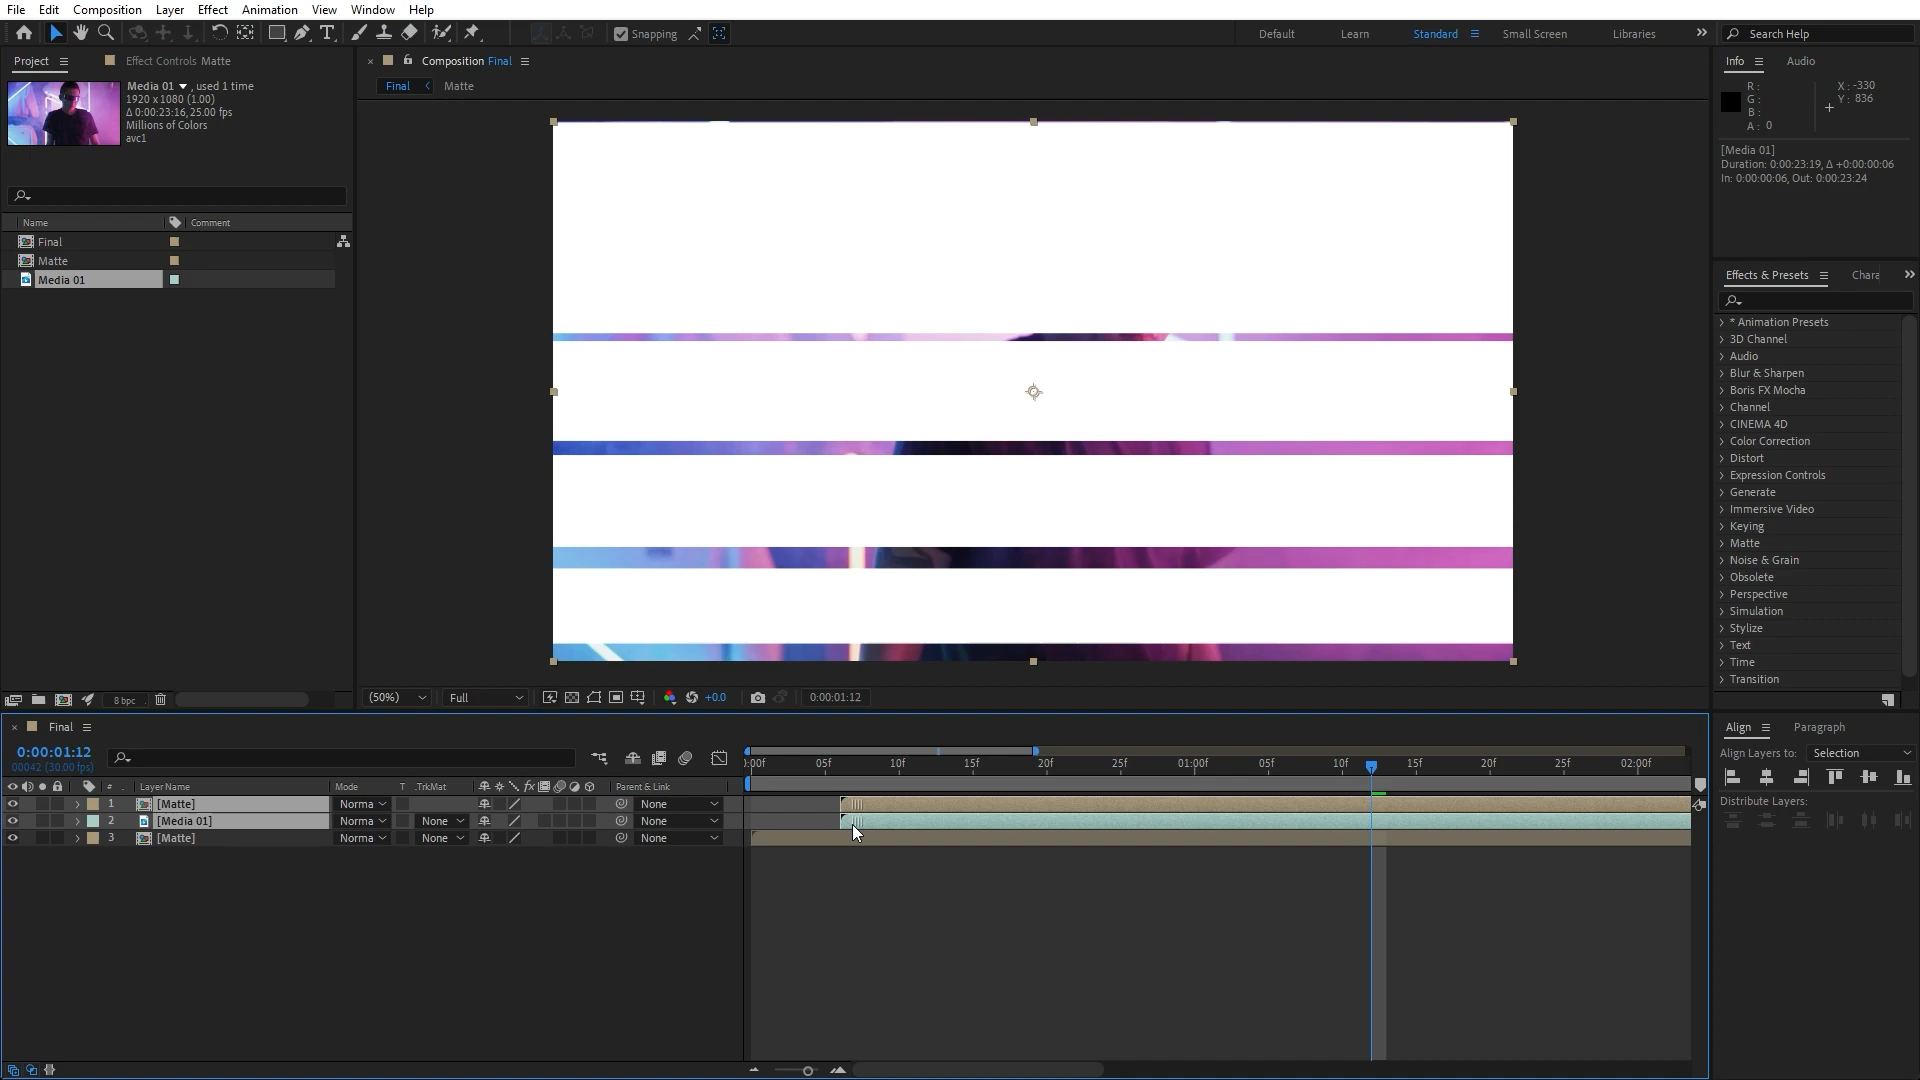 File Edit Composition Layer Effect Animation View Window Help
Snapping
Default Learn Standard Small Screen Libraries Search Help
Project Effect Controls Matte
Media 01 , used 1 time
1920 x 1080 (1.00)
Δ 0:00:23:16, 25.00 fps
Millions of Colors
avc1
Name Comment
Final
Matte
Media 01
8 bpc
Composition Final
Final Matte
(50%) Full +0.0 0:00:01:12
Info Audio
R : X : -330
G : Y : 836
B :
A : 0
[Media 01]
Duration: 0:00:23:19, Δ +0:00:00:06
In: 0:00:00:06, Out: 0:00:23:24
Effects & Presets Chara
* Animation Presets
3D Channel
Audio
Blur & Sharpen
Boris FX Mocha
Channel
CINEMA 4D
Color Correction
Distort
Expression Controls
Generate
Immersive Video
Keying
Matte
Noise & Grain
Obsolete
Perspective
Simulation
Stylize
Text
Time
Transition
Align Paragraph
Align Layers to: Selection
Distribute Layers:
Final
0:00:01:12
00042 (30.00 fps)
# Layer Name Mode T .TrkMat fx Parent & Link
1 [Matte] Norma None
2 [Media 01] Norma None None
3 [Matte] Norma None None
):00f 05f 10f 15f 20f 25f 01:00f 05f 10f 15f 20f 25f 02:00f